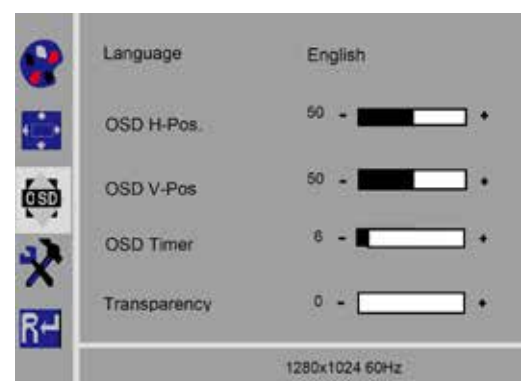 Language English
OSD H-Pos. 50 - +
OSD
OSD V-Pos 50 - +
OSD Timer 6 - +
Transparency 0 - +
R
1280x1024 60Hz